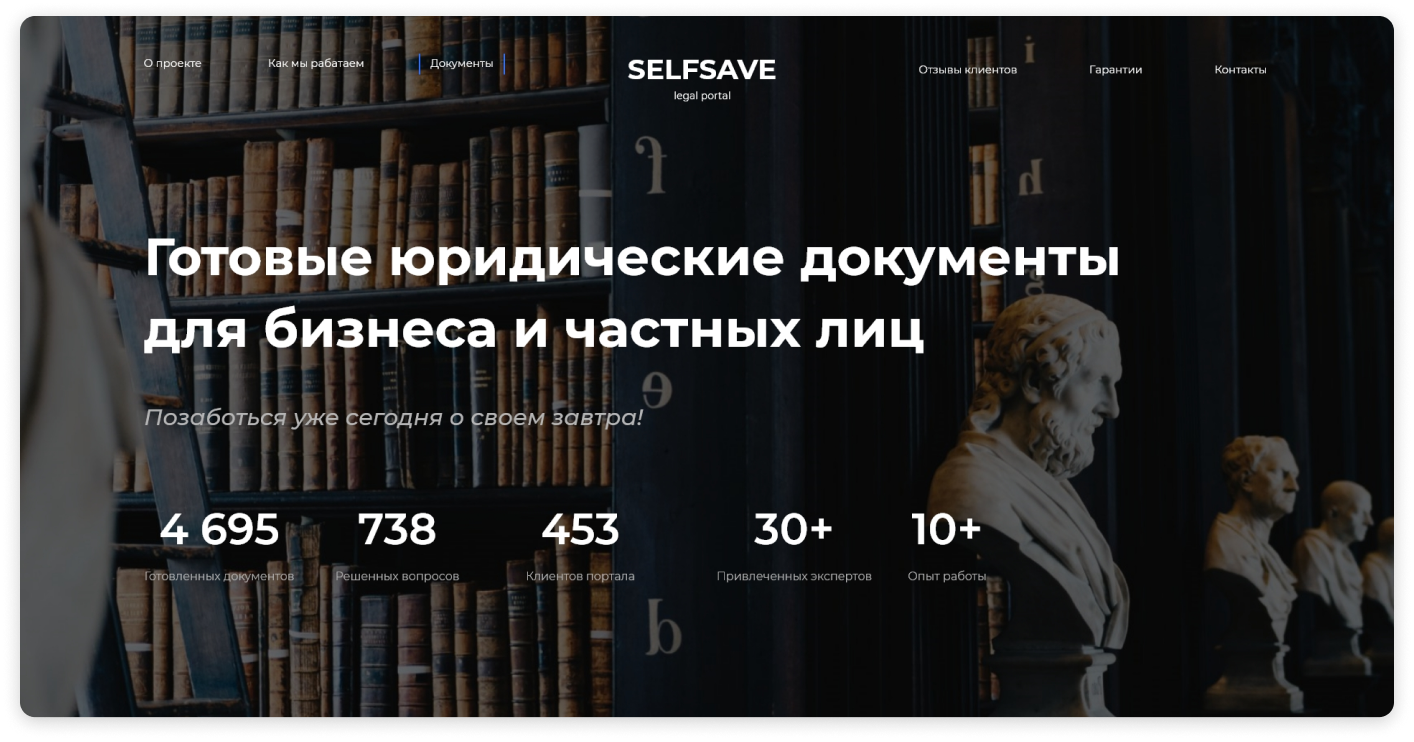 О проекте
Как мы рабатаем
Документы
SELFSAVE
legal portal
Отзывы клиентов
Гарантии
Контакты
Готовые юридические документы
для бизнеса и частных лиц
Позаботься уже сегодня о своем завтра!
4 695
738
453
30+
10+
Готовленных документов
Решенных вопросов
Клиентов портала
Привлеченных экспертов
Опыт работы